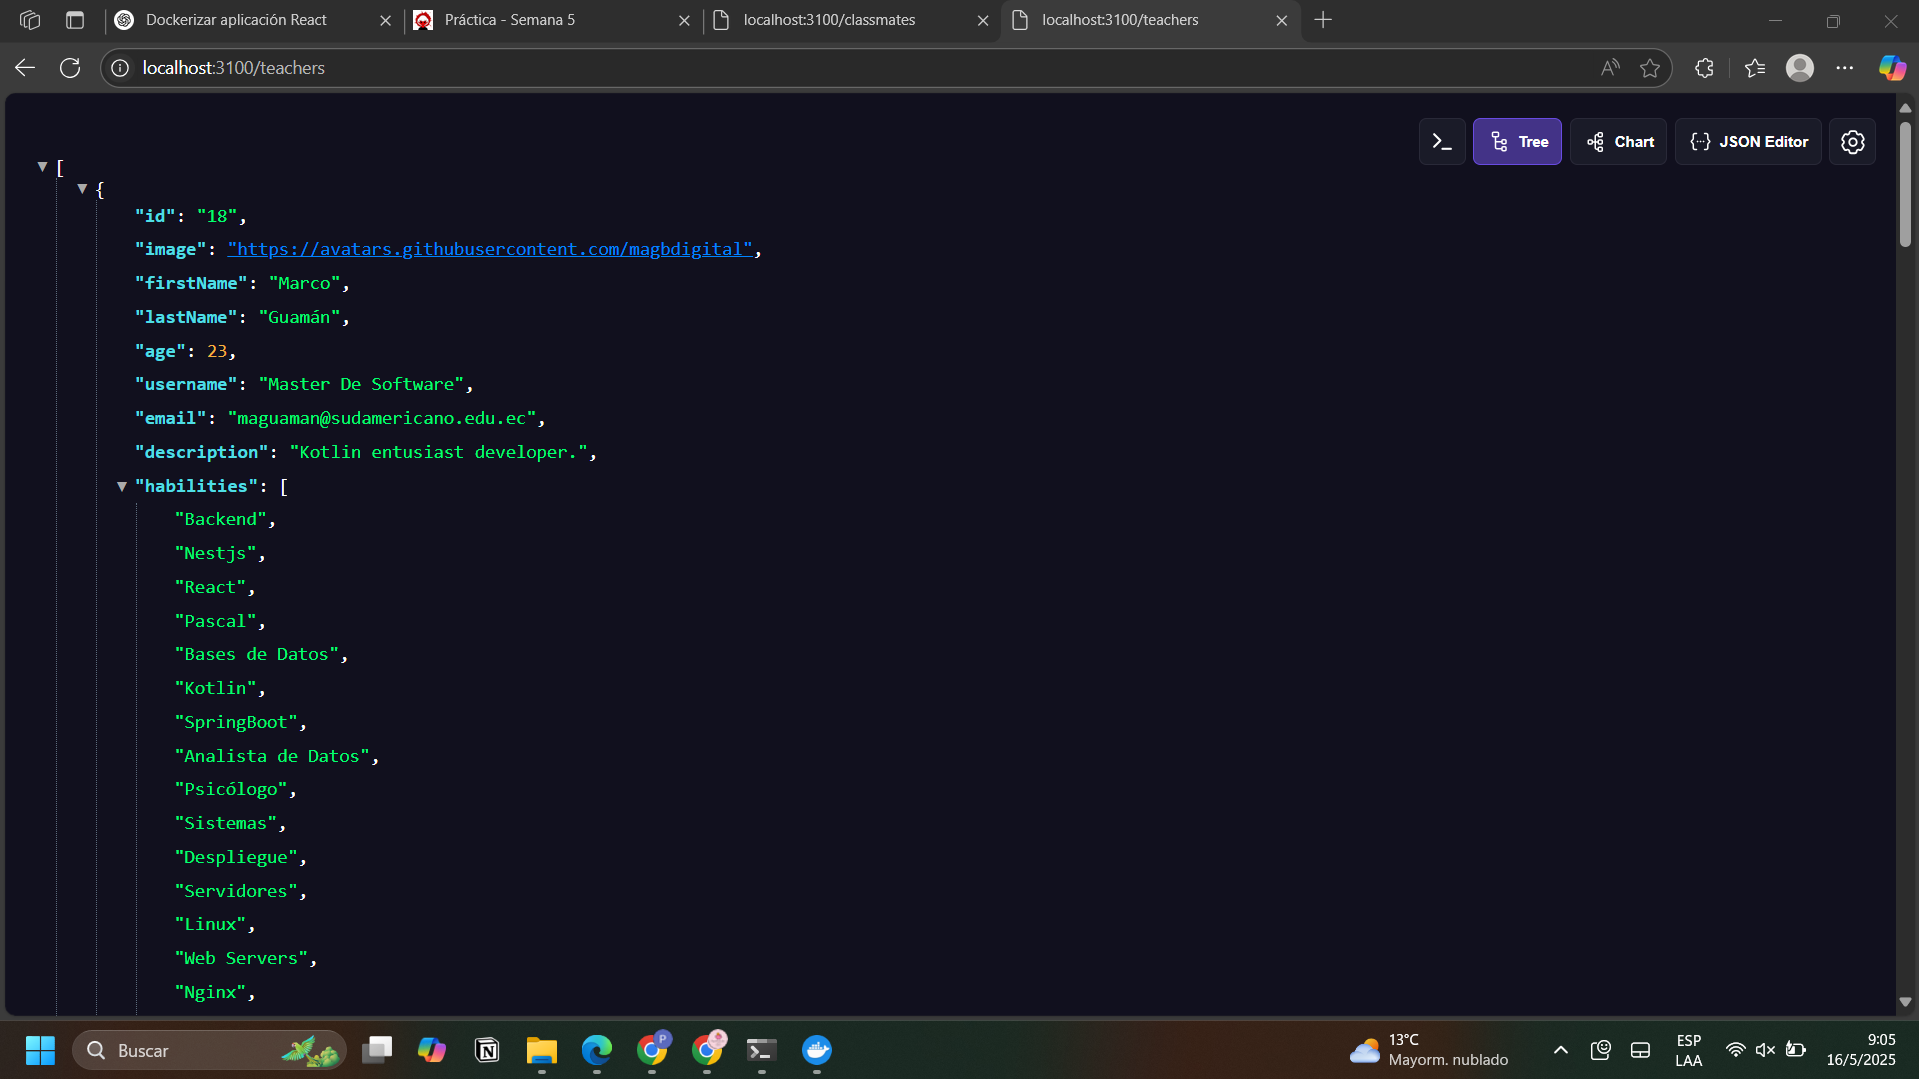 Dockerizar aplicación React
Práctica - Semana 5
localhost:3100/classmates
localhost:3100/teachers
localhost:3100/teachers
Tree
Chart
JSON Editor
[
{
"id": "18",
"image": "https://avatars.githubusercontent.com/magbdigital",
"firstName": "Marco",
"lastName": "Guamán",
"age": 23,
"username": "Master De Software",
"email": "maguaman@sudamericano.edu.ec",
"description": "Kotlin entusiast developer.",
"habilities": [
"Backend",
"Nestjs",
"React",
"Pascal",
"Bases de Datos",
"Kotlin",
"SpringBoot",
"Analista de Datos",
"Psicólogo",
"Sistemas",
"Despliegue",
"Servidores",
"Linux",
"Web Servers",
"Nginx",
Buscar
13°C
Mayorm. nublado
ESP
LAA
9:05
16/5/2025